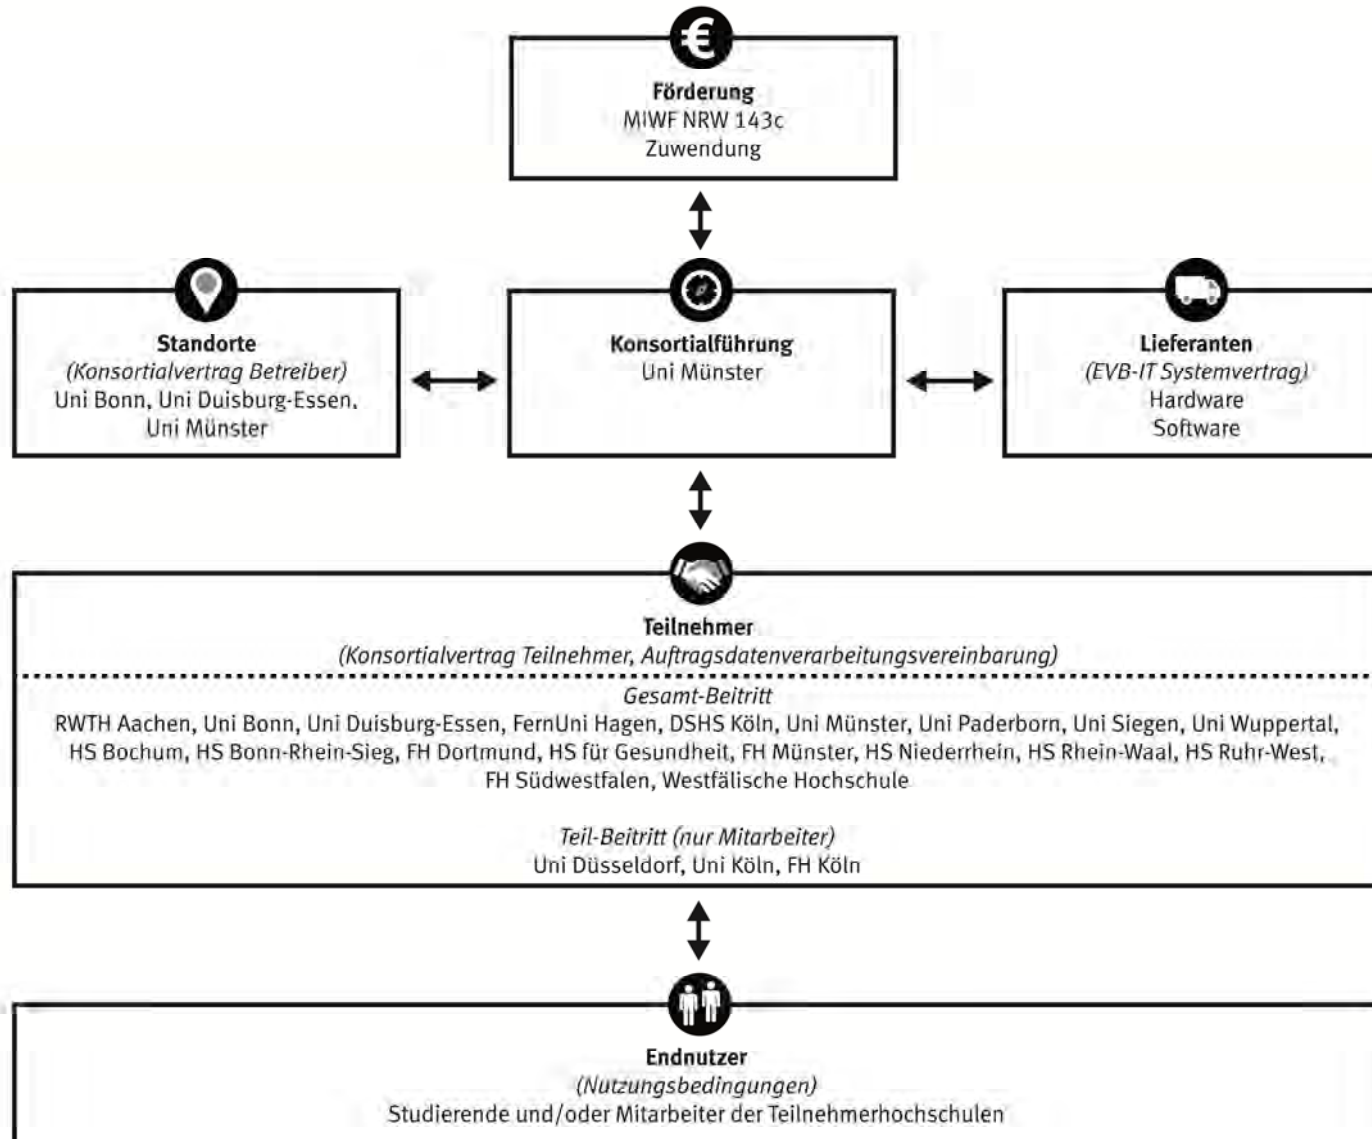 €
Förderung
MIWF NRW 143c
Zuwendung
Standorte
(Konsortialvertrag Betreiber)
Uni Bonn, Uni Duisburg-Essen,
Uni Münster
Konsortialführung
Uni Münster
Lieferanten
(EVB-IT Systemvertrag)
Hardware
Software
Teilnehmer
(Konsortialvertrag Teilnehmer, Auftragsdatenverarbeitungsvereinbarung)
Gesamt-Beitritt
RWTH Aachen, Uni Bonn, Uni Duisburg-Essen, FernUni Hagen, DSHS Köln, Uni Münster, Uni Paderborn, Uni Siegen, Uni Wuppertal,
HS Bochum, HS Bonn-Rhein-Sieg, FH Dortmund, HS für Gesundheit, FH Münster, HS Niederrhein, HS Rhein-Waal, HS Ruhr-West,
FH Südwestfalen, Westfälische Hochschule
Teil-Beitritt (nur Mitarbeiter)
Uni Düsseldorf, Uni Köln, FH Köln
Endnutzer
(Nutzungsbedingungen)
Studierende und/oder Mitarbeiter der Teilnehmerhochschulen